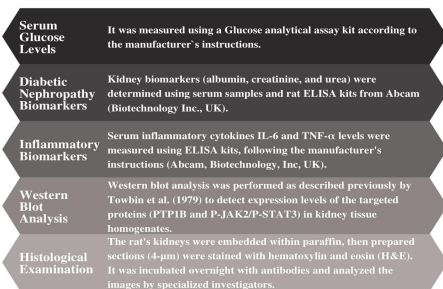 Serum
Glucose
Levels
It was measured using a Glucose analytical assay kit according to
the manufacturer`s instructions.
Diabetic
Nephropathy
Biomarkers
Kidney biomarkers (albumin, creatinine, and urea) were
determined using serum samples and rat ELISA kits from Abcam
(Biotechnology Inc., UK).
Inflammatory
Biomarkers
Serum inflammatory cytokines IL-6 and TNF-α levels were
measured using ELISA kits, following the manufacturer's
instructions (Abcam, Biotechnology, Inc, UK).
Western
Blot
Analysis
Western blot analysis was performed as described previously by
Towbin et al. (1979) to detect expression levels of the targeted
proteins (PTP1B and P-JAK2/P-STAT3) in kidney tissue
homogenates.
Histological
Examination
The rat's kidneys were embedded within paraffin, then prepared
sections (4-μm) were stained with hematoxylin and eosin (H&E).
It was incubated overnight with antibodies and analyzed the
images by specialized investigators.